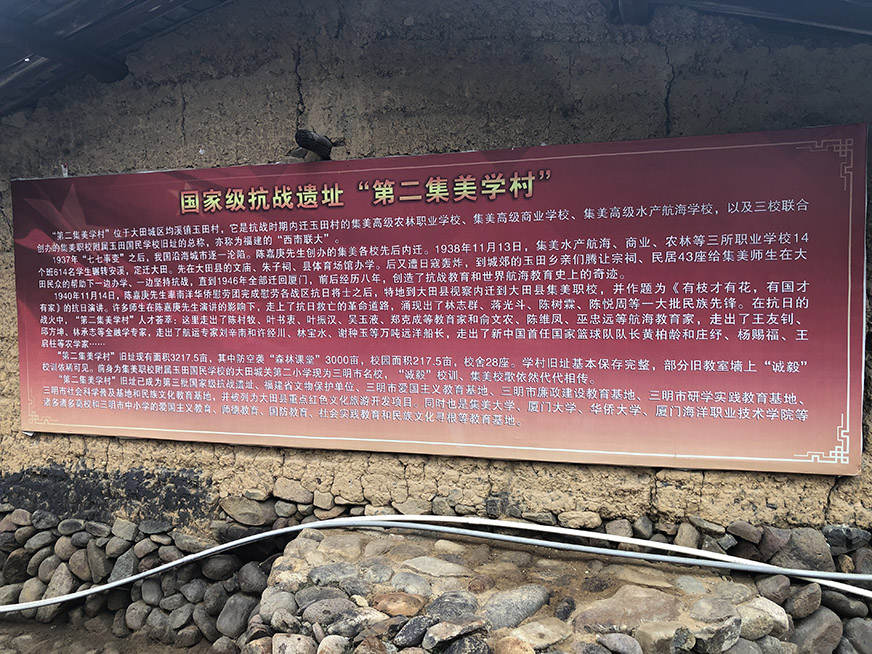 国家级抗战遗址“第二集美学村”
“第二集美学村”位于大田城区均溪镇玉田村，它是抗战时期内迁玉田村的集美高级农林职业学校、集美高级商业学校、集美高级水产航海学校，以及三校联合
创办的集美职校附属玉田国民学校旧址的总称，亦称为福建的“西南联大”。
1937年“七七事变”之后，我国沿海城市逐一沦陷。陈嘉庚先生创办的集美各校先后内迁。1938年11月13日，集美水产航海、商业、农林等三所职业学校14
个班614名学生辗转安溪，定迁大田。先在大田县的文庙、朱子祠、县体育场馆办学。后又遭日寇轰炸，到城郊的玉田乡亲们腾让宗祠、民居43座给集美师生在大
田民众的帮助下一边办学、一边坚持抗战，直到1946年全部迁回厦门，前后经历八年，创造了抗战教育和世界航海教育史上的奇迹。
1940年11月14日，陈嘉庚先生率南洋华侨慰劳团完成慰劳各战区抗日将士之后，特地到大田县视察内迁到大田县集美职校，并作题为《有枝才有花，有国才
有家》的抗日演讲。许多师生在陈嘉庚先生演讲的影响下，走上了抗日救亡的革命道路，涌现出了林志群、蒋光斗、陈树霖、陈悦周等一大批民族先锋。在抗日的
战火中，“第二集美学村”人才荟萃：这里走出了陈村牧、叶书衷、叶振汉、吴玉液、郑克成等教育家和俞文农、陈维凤、巫忠远等航海教育家，走出了王友钊、
邱方坤、林承志等金融学专家，走出了航运专家刘辛南和许经川、林宝水、谢种玉等万吨远洋船长，走出了新中国首任国家篮球队队长黄柏龄和庄纾、杨赐福、王
启柱等农学家……
“第二集美学村”旧址现有面积3217.5亩，其中防空袭“森林课堂”3000亩，校园面积217.5亩，校舍28座。学村旧址基本保存完整，部分旧教室墙上“诚毅”
校训依稀可见。前身为集美职校附属玉田国民学校的大田城关第二小学现为三明市名校，“诚毅”校训、集美校歌依然代代相传。
“第二集美学村”旧址已成为第三批国家级抗战遗址、福建省文物保护单位、三明市爱国主义教育基地、三明市廉政建设教育基地、三明市研学实践教育基地、
三明市社会科学普及基地和民族文化教育基地，并被列为大田县重点红色文化旅游开发项目。同时也是集美大学、厦门大学、华侨大学、厦门海洋职业技术学院等
诸多高校和三明市中小学的爱国主义教育、师德教育、国防教育、社会实践教育和民族文化寻根等教育基地。